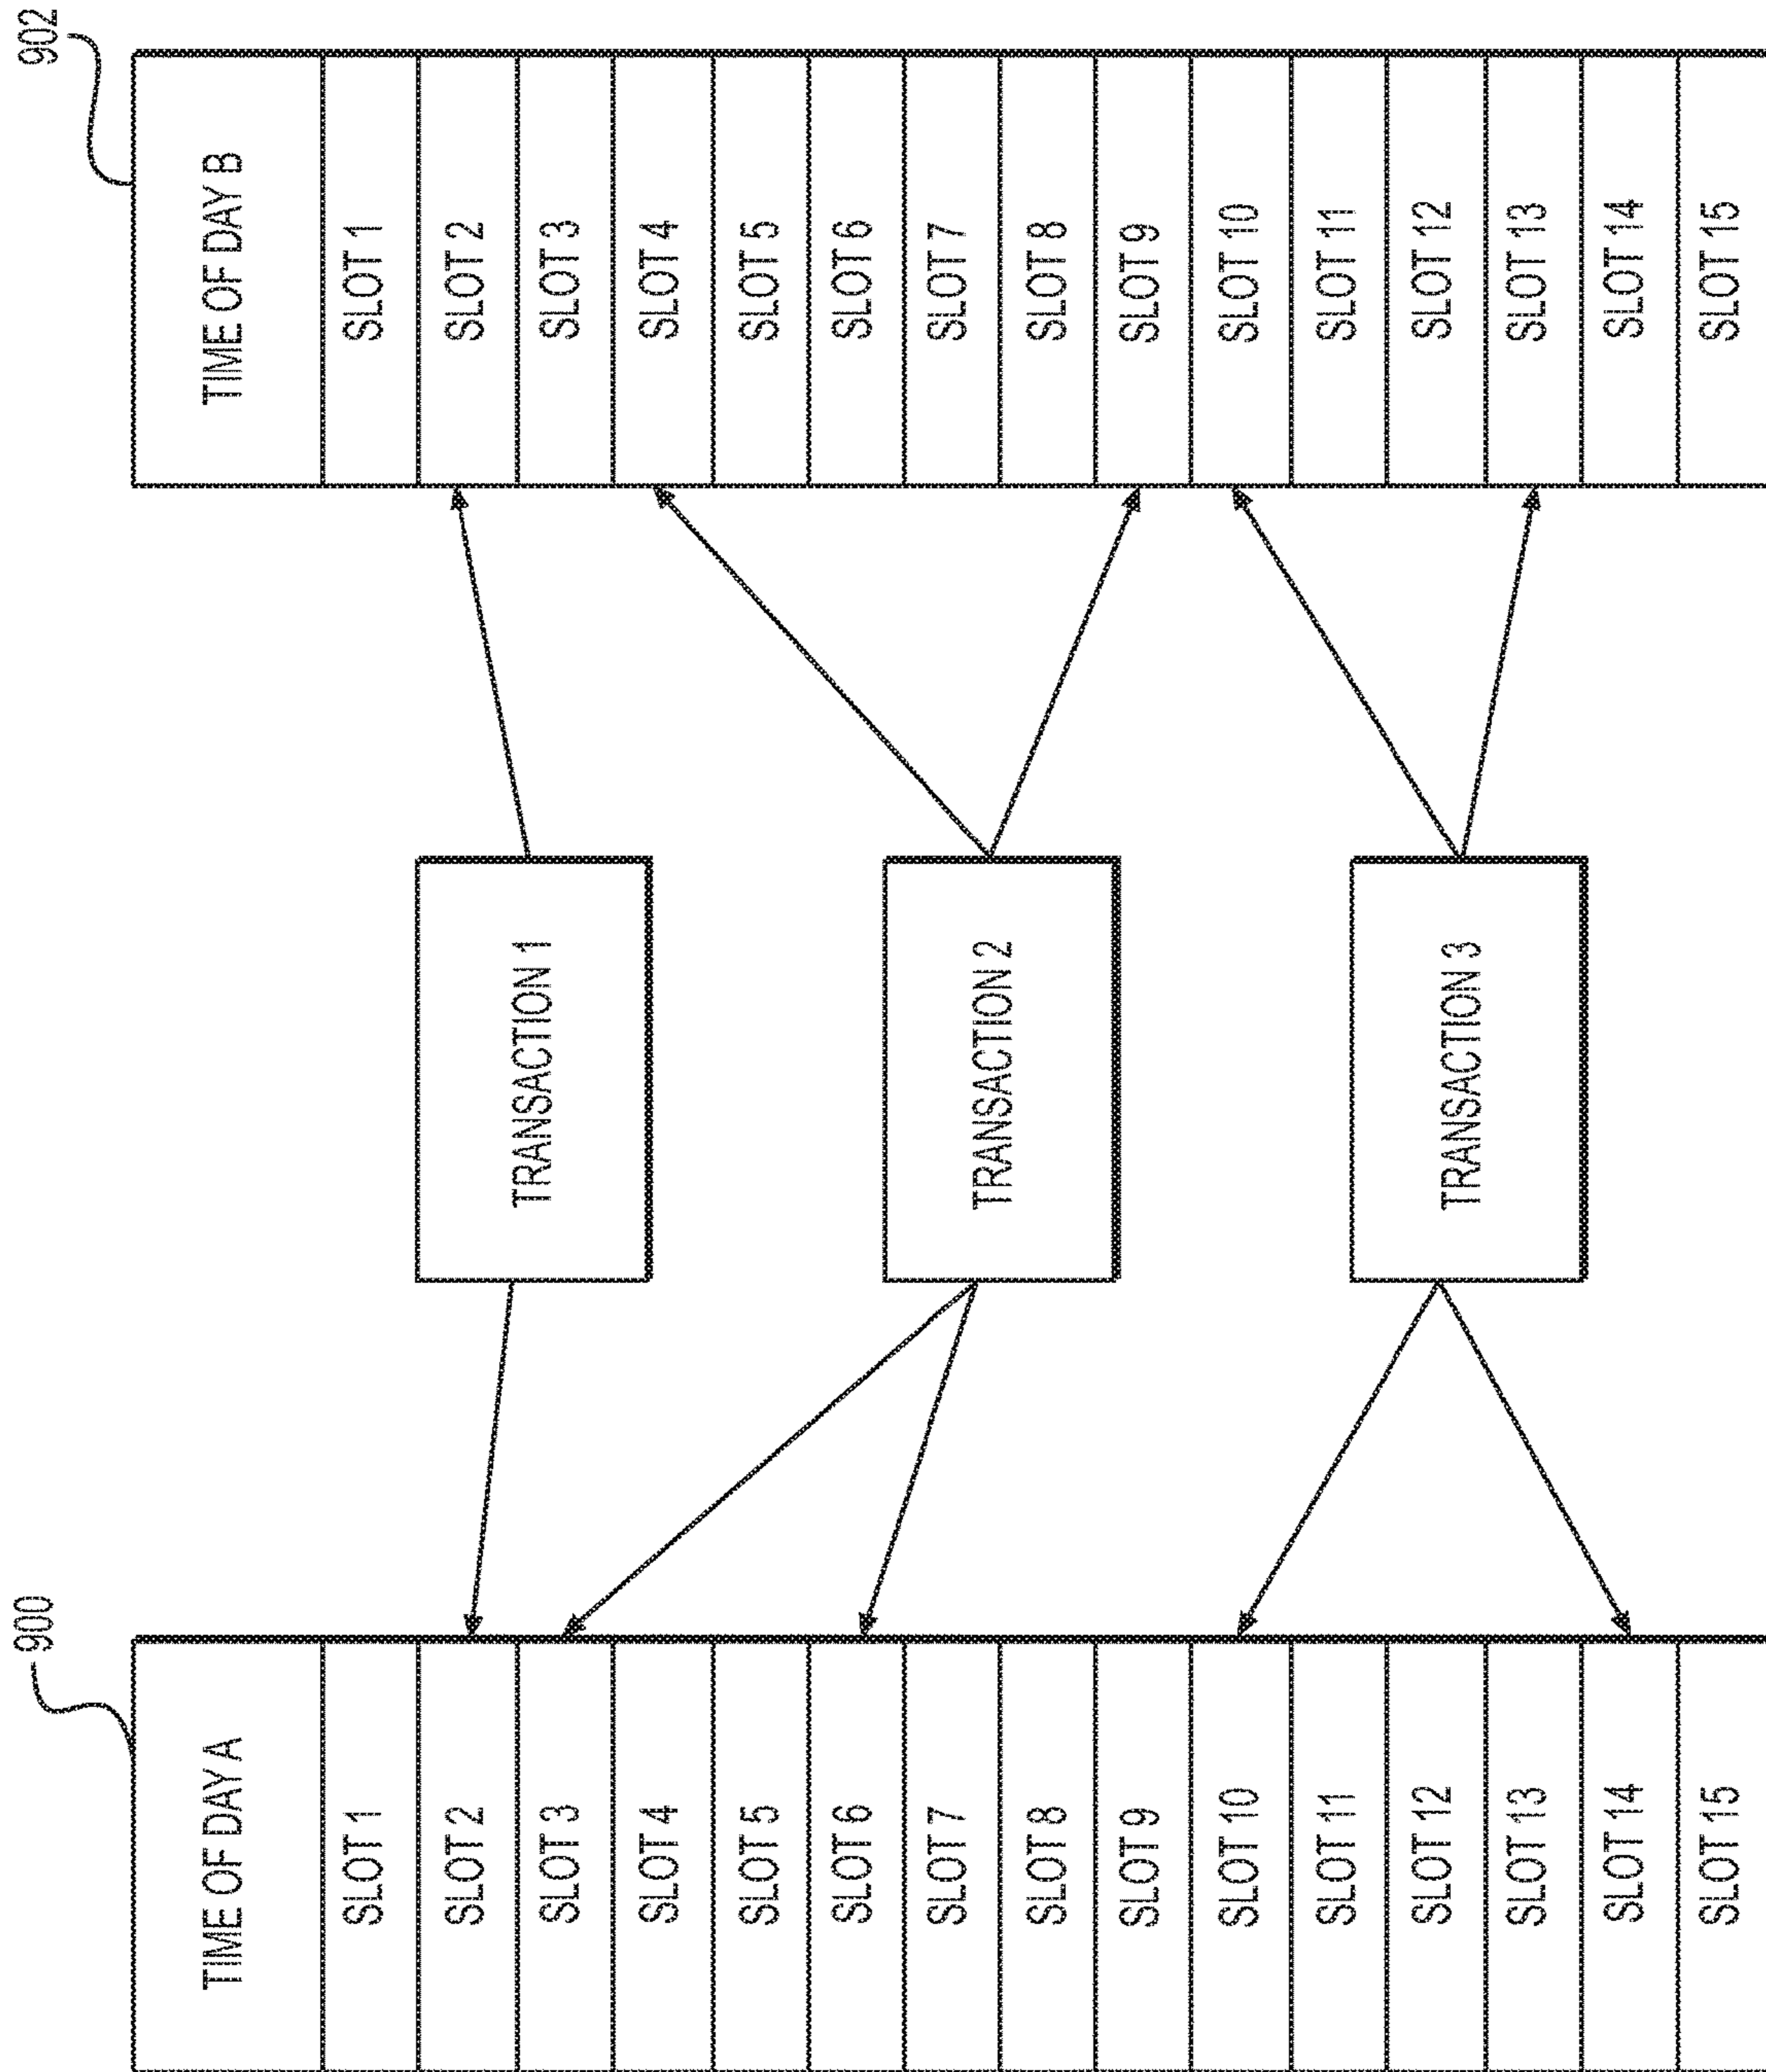 900
TIME OF DAY A
SLOT 1
SLOT 2
SLOT 3
SLOT 4
SLOT 5
SLOT 6
SLOT 7
SLOT 8
SLOT 9
SLOT 10
SLOT 11
SLOT 12
SLOT 13
SLOT 14
SLOT 15
TRANSACTION 1
TRANSACTION 2
TRANSACTION 3
902
TIME OF DAY B
SLOT 1
SLOT 2
SLOT 3
SLOT 4
SLOT 5
SLOT 6
SLOT 7
SLOT 8
SLOT 9
SLOT 10
SLOT 11
SLOT 12
SLOT 13
SLOT 14
SLOT 15